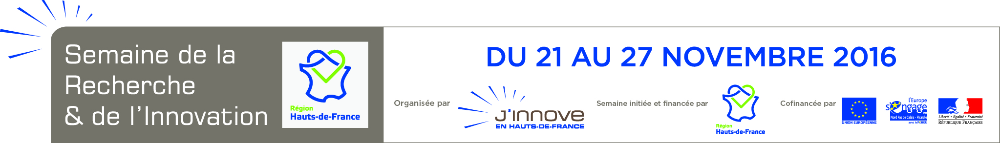 Semaine de la
Recherche
& de l'Innovation
Région
Hauts-de-France
DU 21 AU 27 NOVEMBRE 2016
Organisée par
J'innove
EN HAUTS-DE-FRANCE
Semaine initiée et financée par
Région
Hauts-de-France
Cofinancée par
UNION EUROPÉENNE
l'Europe
s'engage
en
Nord Pas de Calais - Picardie
avec le FEDER
Liberté • Egalité • Fraternité
RÉPUBLIQUE FRANÇAISE